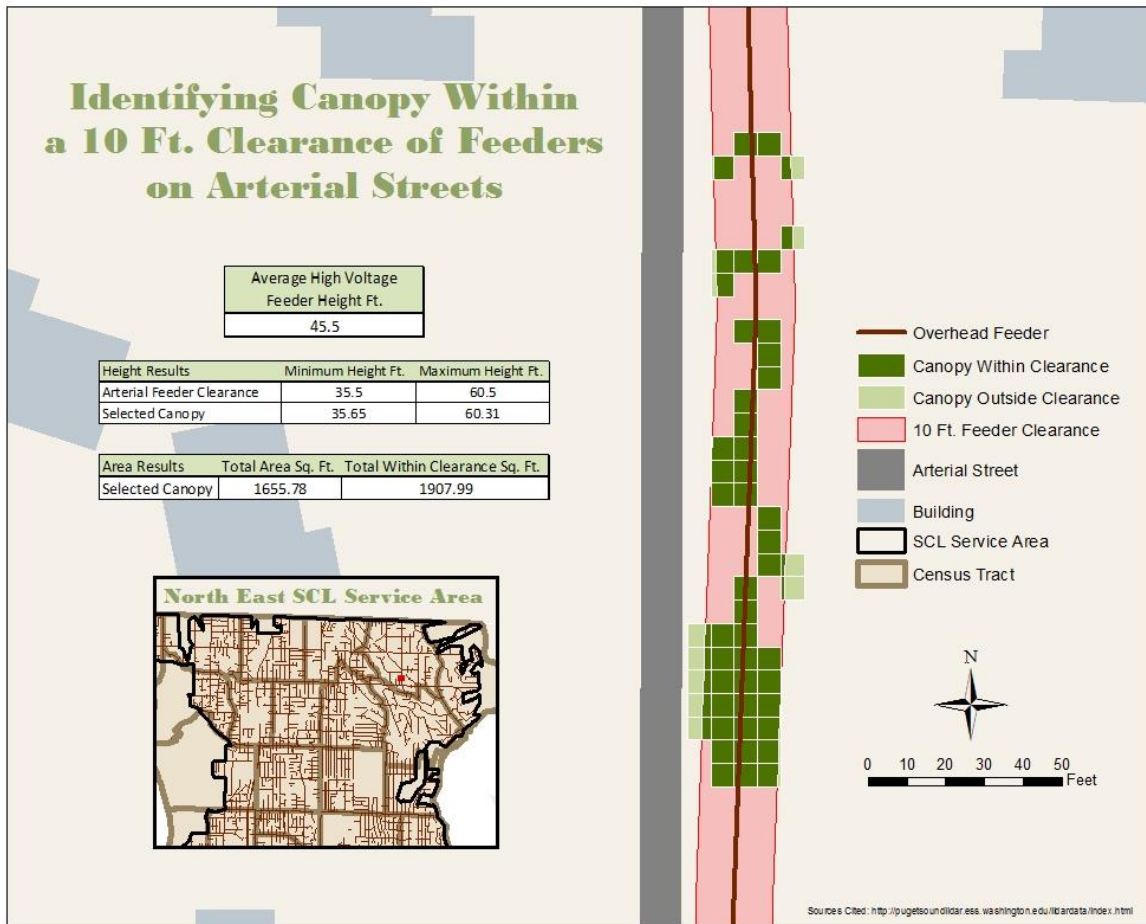 Identifying Canopy Within
a 10 Ft. Clearance of Feeders
on Arterial Streets
Average High Voltage
Feeder Height Ft.
45.5
Height Results Minimum Height Ft. Maximum Height Ft.
Arterial Feeder Clearance 35.5 60.5
Selected Canopy 35.65 60.31
Area Results Total Area Sq. Ft. Total Within Clearance Sq. Ft.
Selected Canopy 1655.78 1907.99
North East SCL Service Area
Overhead Feeder
Canopy Within Clearance
Canopy Outside Clearance
10 Ft. Feeder Clearance
Arterial Street
Building
SCL Service Area
Census Tract
N
0 10 20 30 40 50
Feet
Sources Cited: http://pugetsoundlidar.ess.washington.edu/lidardata/index.html